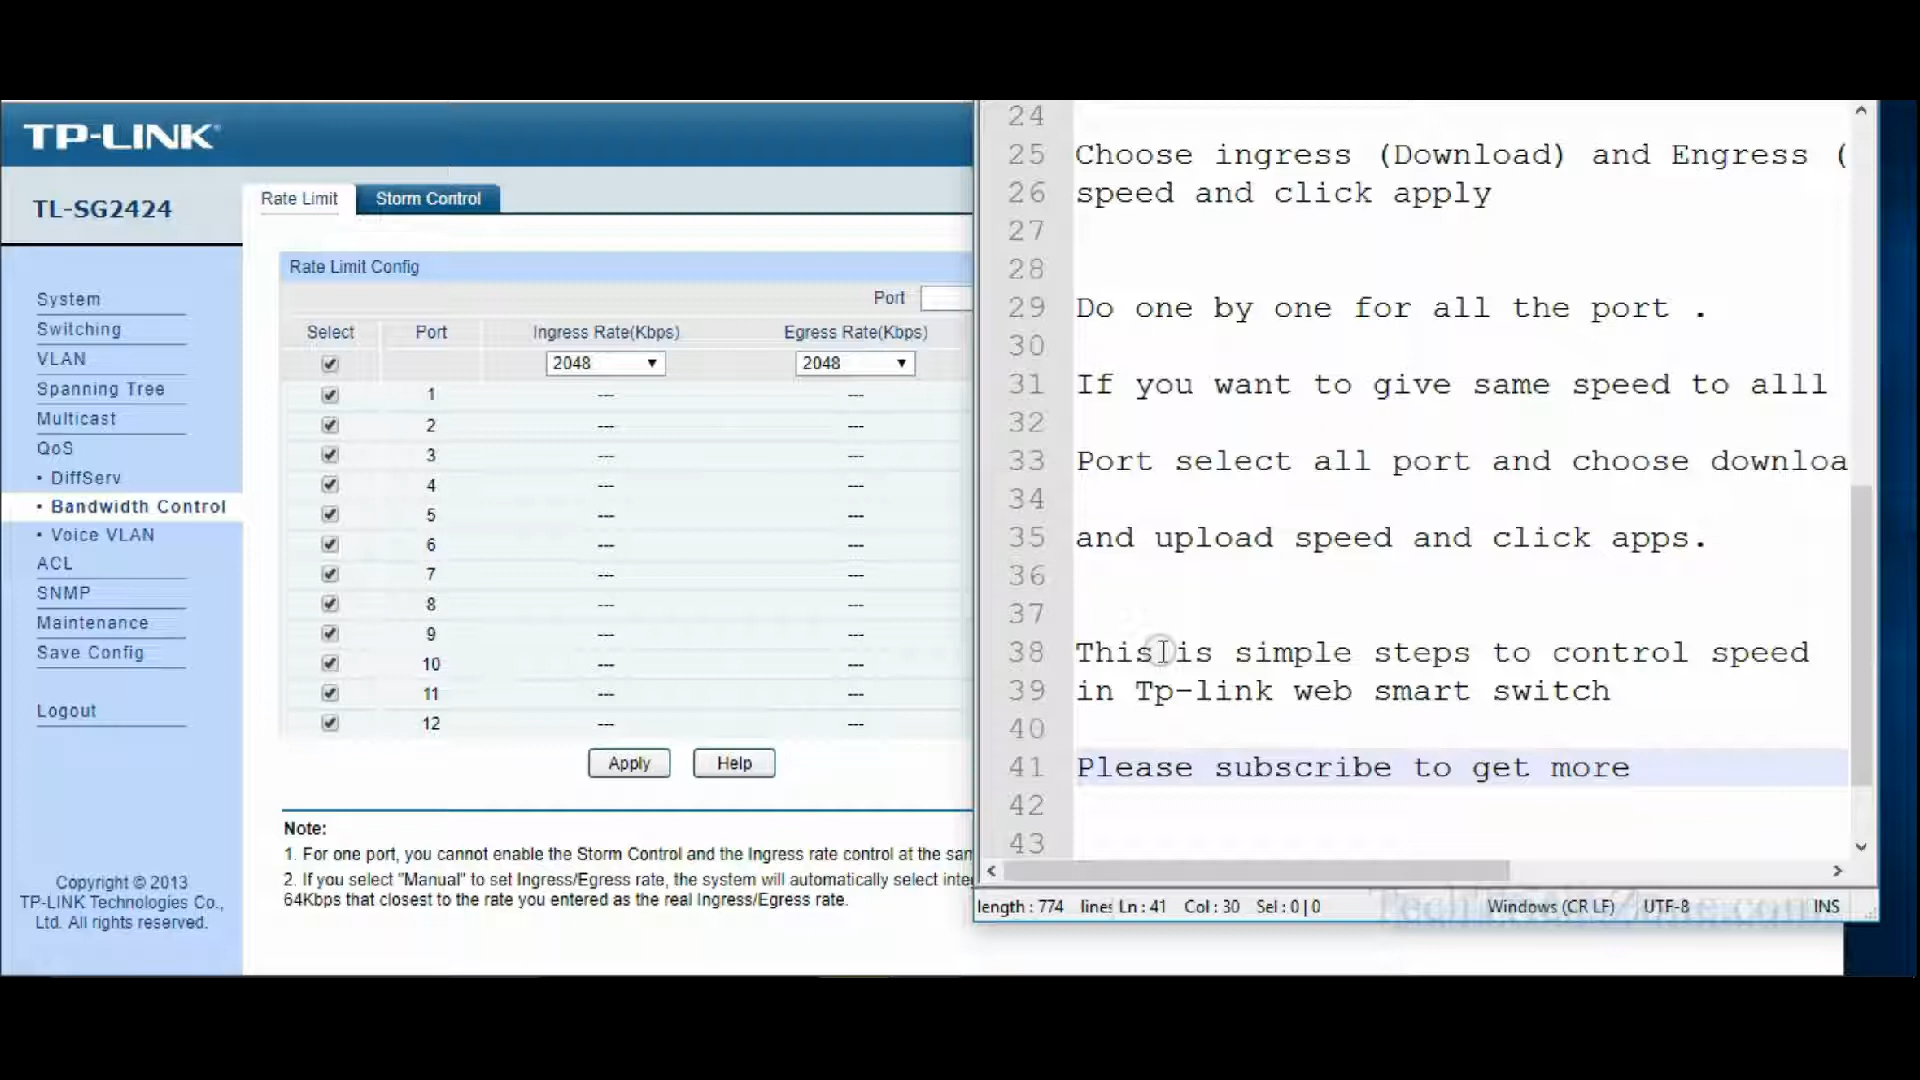 TP-LINK
TL-SG2424
Rate Limit
Storm Control
System
Switching
VLAN
Spanning Tree
Multicast
QoS
• DiffServ
• Bandwidth Control
• Voice VLAN
ACL
SNMP
Maintenance
Save Config
Logout
Copyright © 2013
TP-LINK Technologies Co.,
Ltd. All rights reserved.
Rate Limit Config
Port
Select Port Ingress Rate(Kbps) Egress Rate(Kbps)
2048 2048
1 --- ---
2 --- ---
3 --- ---
4 --- ---
5 --- ---
6 --- ---
7 --- ---
8 --- ---
9 --- ---
10 --- ---
11 --- ---
12 --- ---
Apply Help
Note:
1. For one port, you cannot enable the Storm Control and the Ingress rate control at the
2. If you select "Manual" to set Ingress/Egress rate, the system will automatically select
64Kbps that closest to the rate you entered as the real Ingress/Egress rate.
24
25 Choose ingress (Download) and Engress (
26 speed and click apply
27
28
29 Do one by one for all the port .
30
31 If you want to give same speed to alll
32
33 Port select all port and choose downloa
34
35 and upload speed and click apps.
36
37
38 This is simple steps to control speed
39 in Tp-link web smart switch
40
41 Please subscribe to get more
42
43
length : 774 lines Ln : 41 Col : 30 Sel : 0 | 0 Windows (CR LF) UTF-8 INS